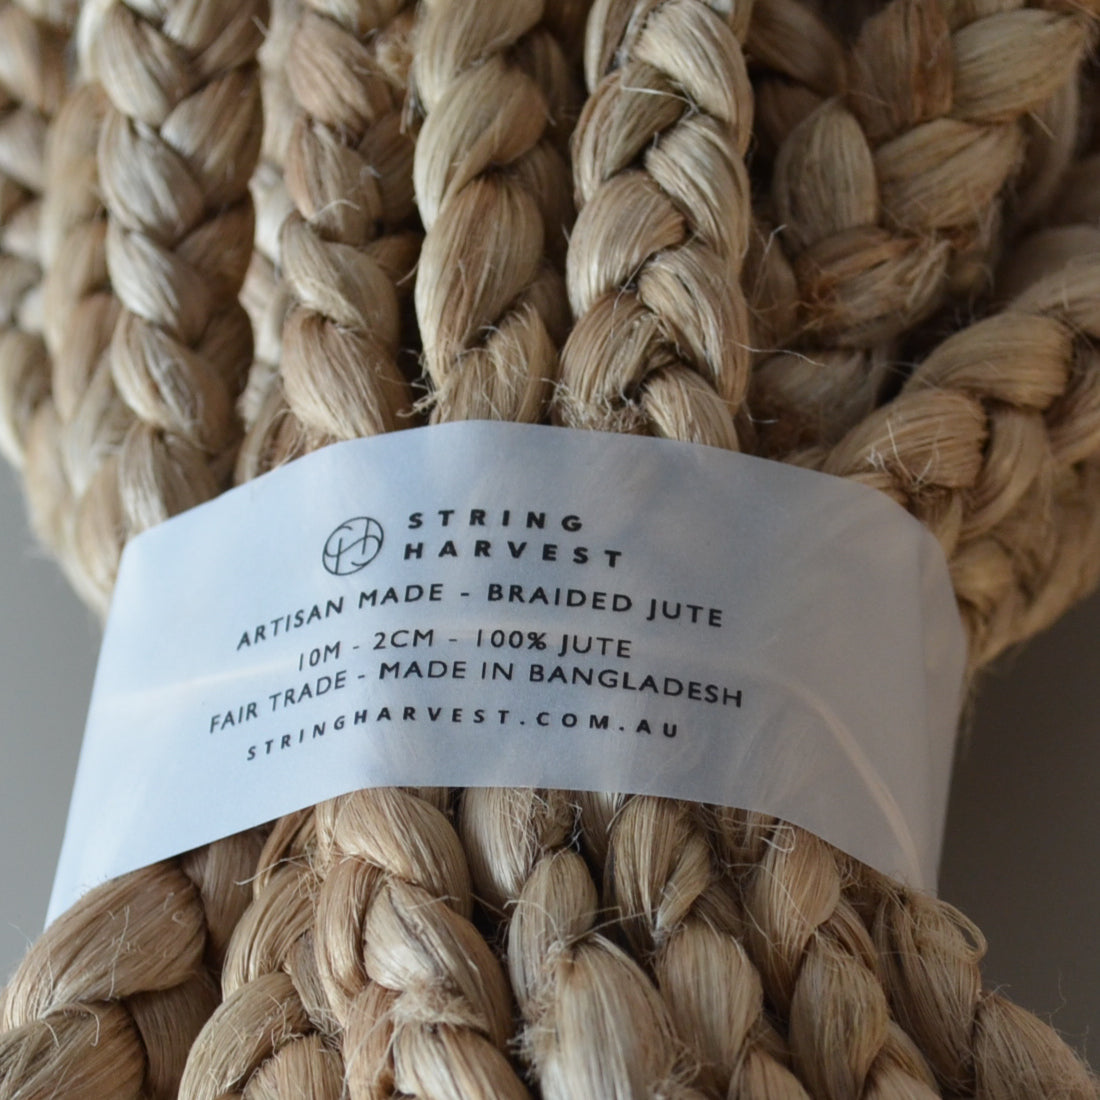 STRING
HARVEST
ARTISAN MADE - BRAIDED JUTE
10M - 2CM - 100% JUTE
FAIR TRADE - MADE IN BANGLADESH
STRINGHARVEST.COM.AU